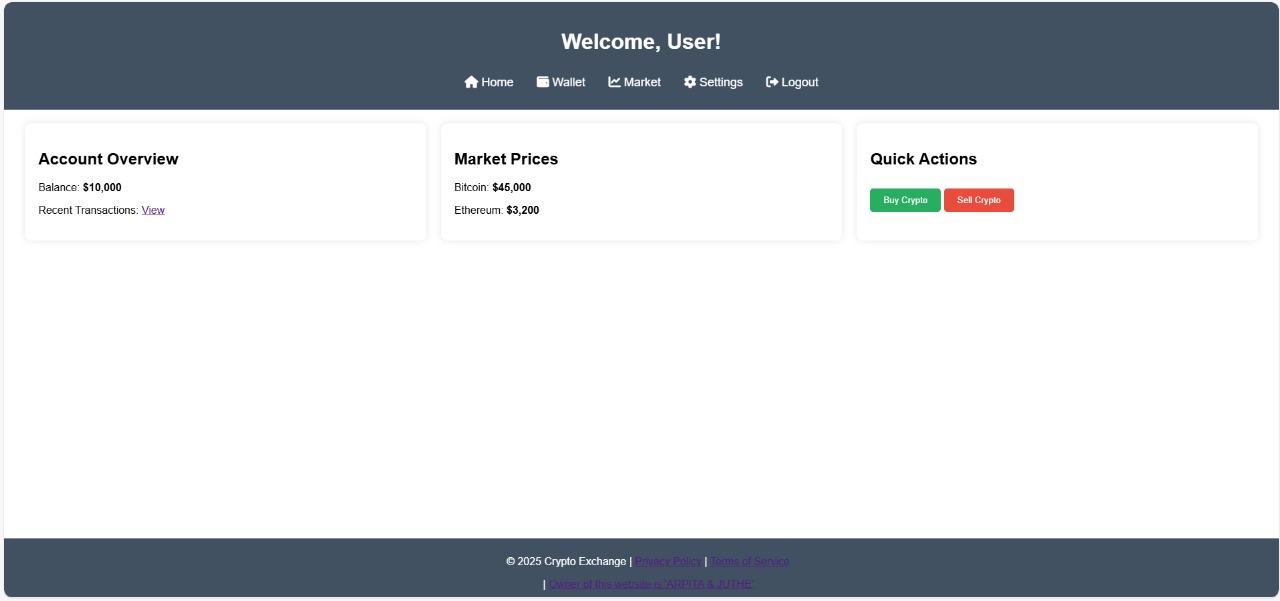 Welcome, User!
Home Wallet Market Settings Logout
Account Overview
Balance: $10,000
Recent Transactions: View
Market Prices
Bitcoin: $45,000
Ethereum: $3,200
Quick Actions
Buy Crypto Sell Crypto
© 2025 Crypto Exchange | Privacy Policy | Terms of Service
| Owner of this website is 'ARPITA & JUTHE'